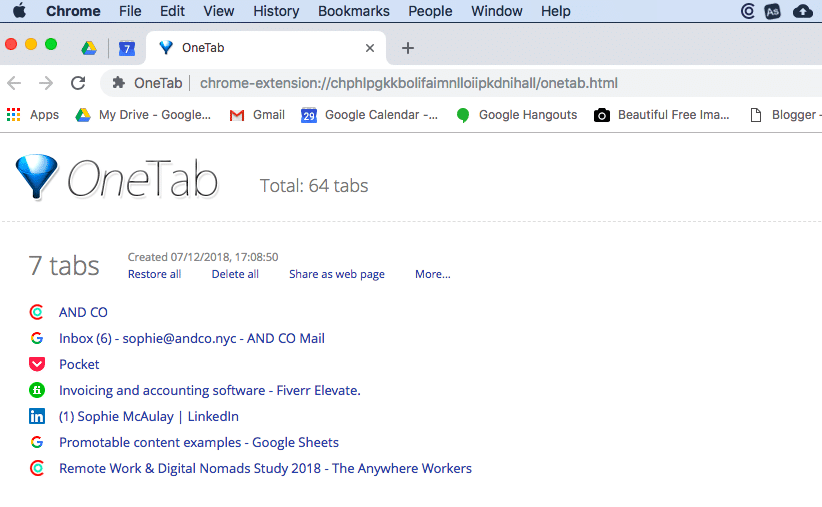 Chrome File Edit View History Bookmarks People Window Help As
7 OneTab
OneTab chrome-extension://chphlpgkkbolifaimnlloiipkdnihall/onetab.html
Apps My Drive - Google... Gmail 29 Google Calendar -... Google Hangouts Beautiful Free Ima... Blogger -
OneTab Total: 64 tabs
7 tabs Created 07/12/2018, 17:08:50
Restore all Delete all Share as web page More...
AND CO
Inbox (6) - sophie@andco.nyc - AND CO Mail
Pocket
fi Invoicing and accounting software - Fiverr Elevate.
in (1) Sophie McAulay | LinkedIn
Promotable content examples - Google Sheets
Remote Work & Digital Nomads Study 2018 - The Anywhere Workers